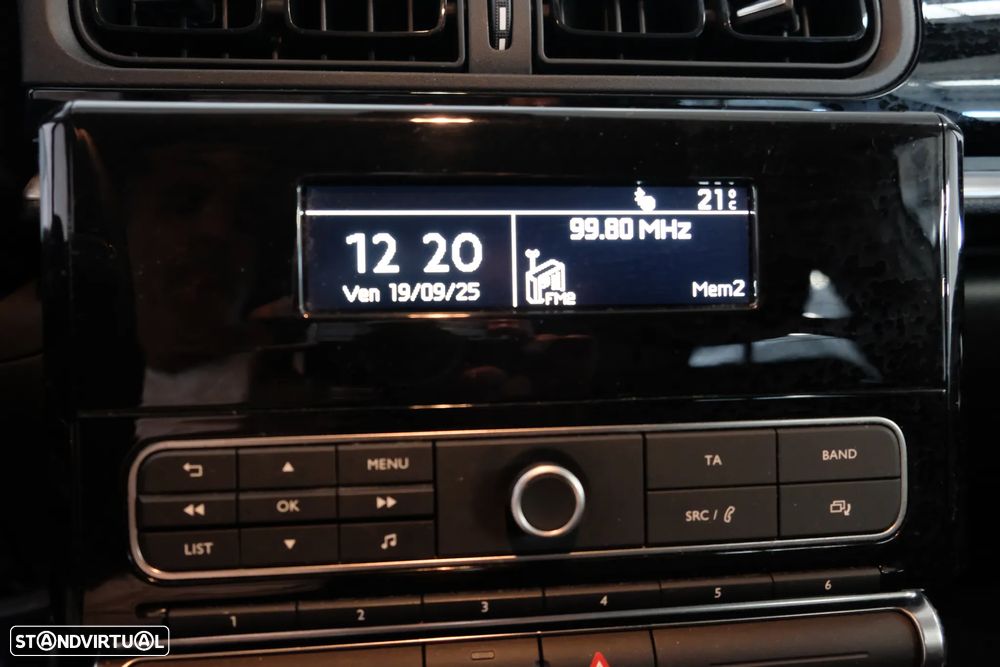 21°C
12 20
Ven 19/09/25
99.80 MHz
FM2
Mem2
MENU
OK
LIST
TA
BAND
SRC /
1 2 3 4 5 6
STANDVIRTUAL